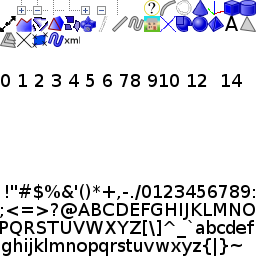 ?
A
xml
0 1 2 3 4 5 6 78 910 12 14
!"#$%&'()*+,-./0123456789:
;<=>?@ABCDEFGHIJKLMNO
PQRSTUVWXYZ[\]^_`abcdef
ghijklmnopqrstuvwxyz{|}~